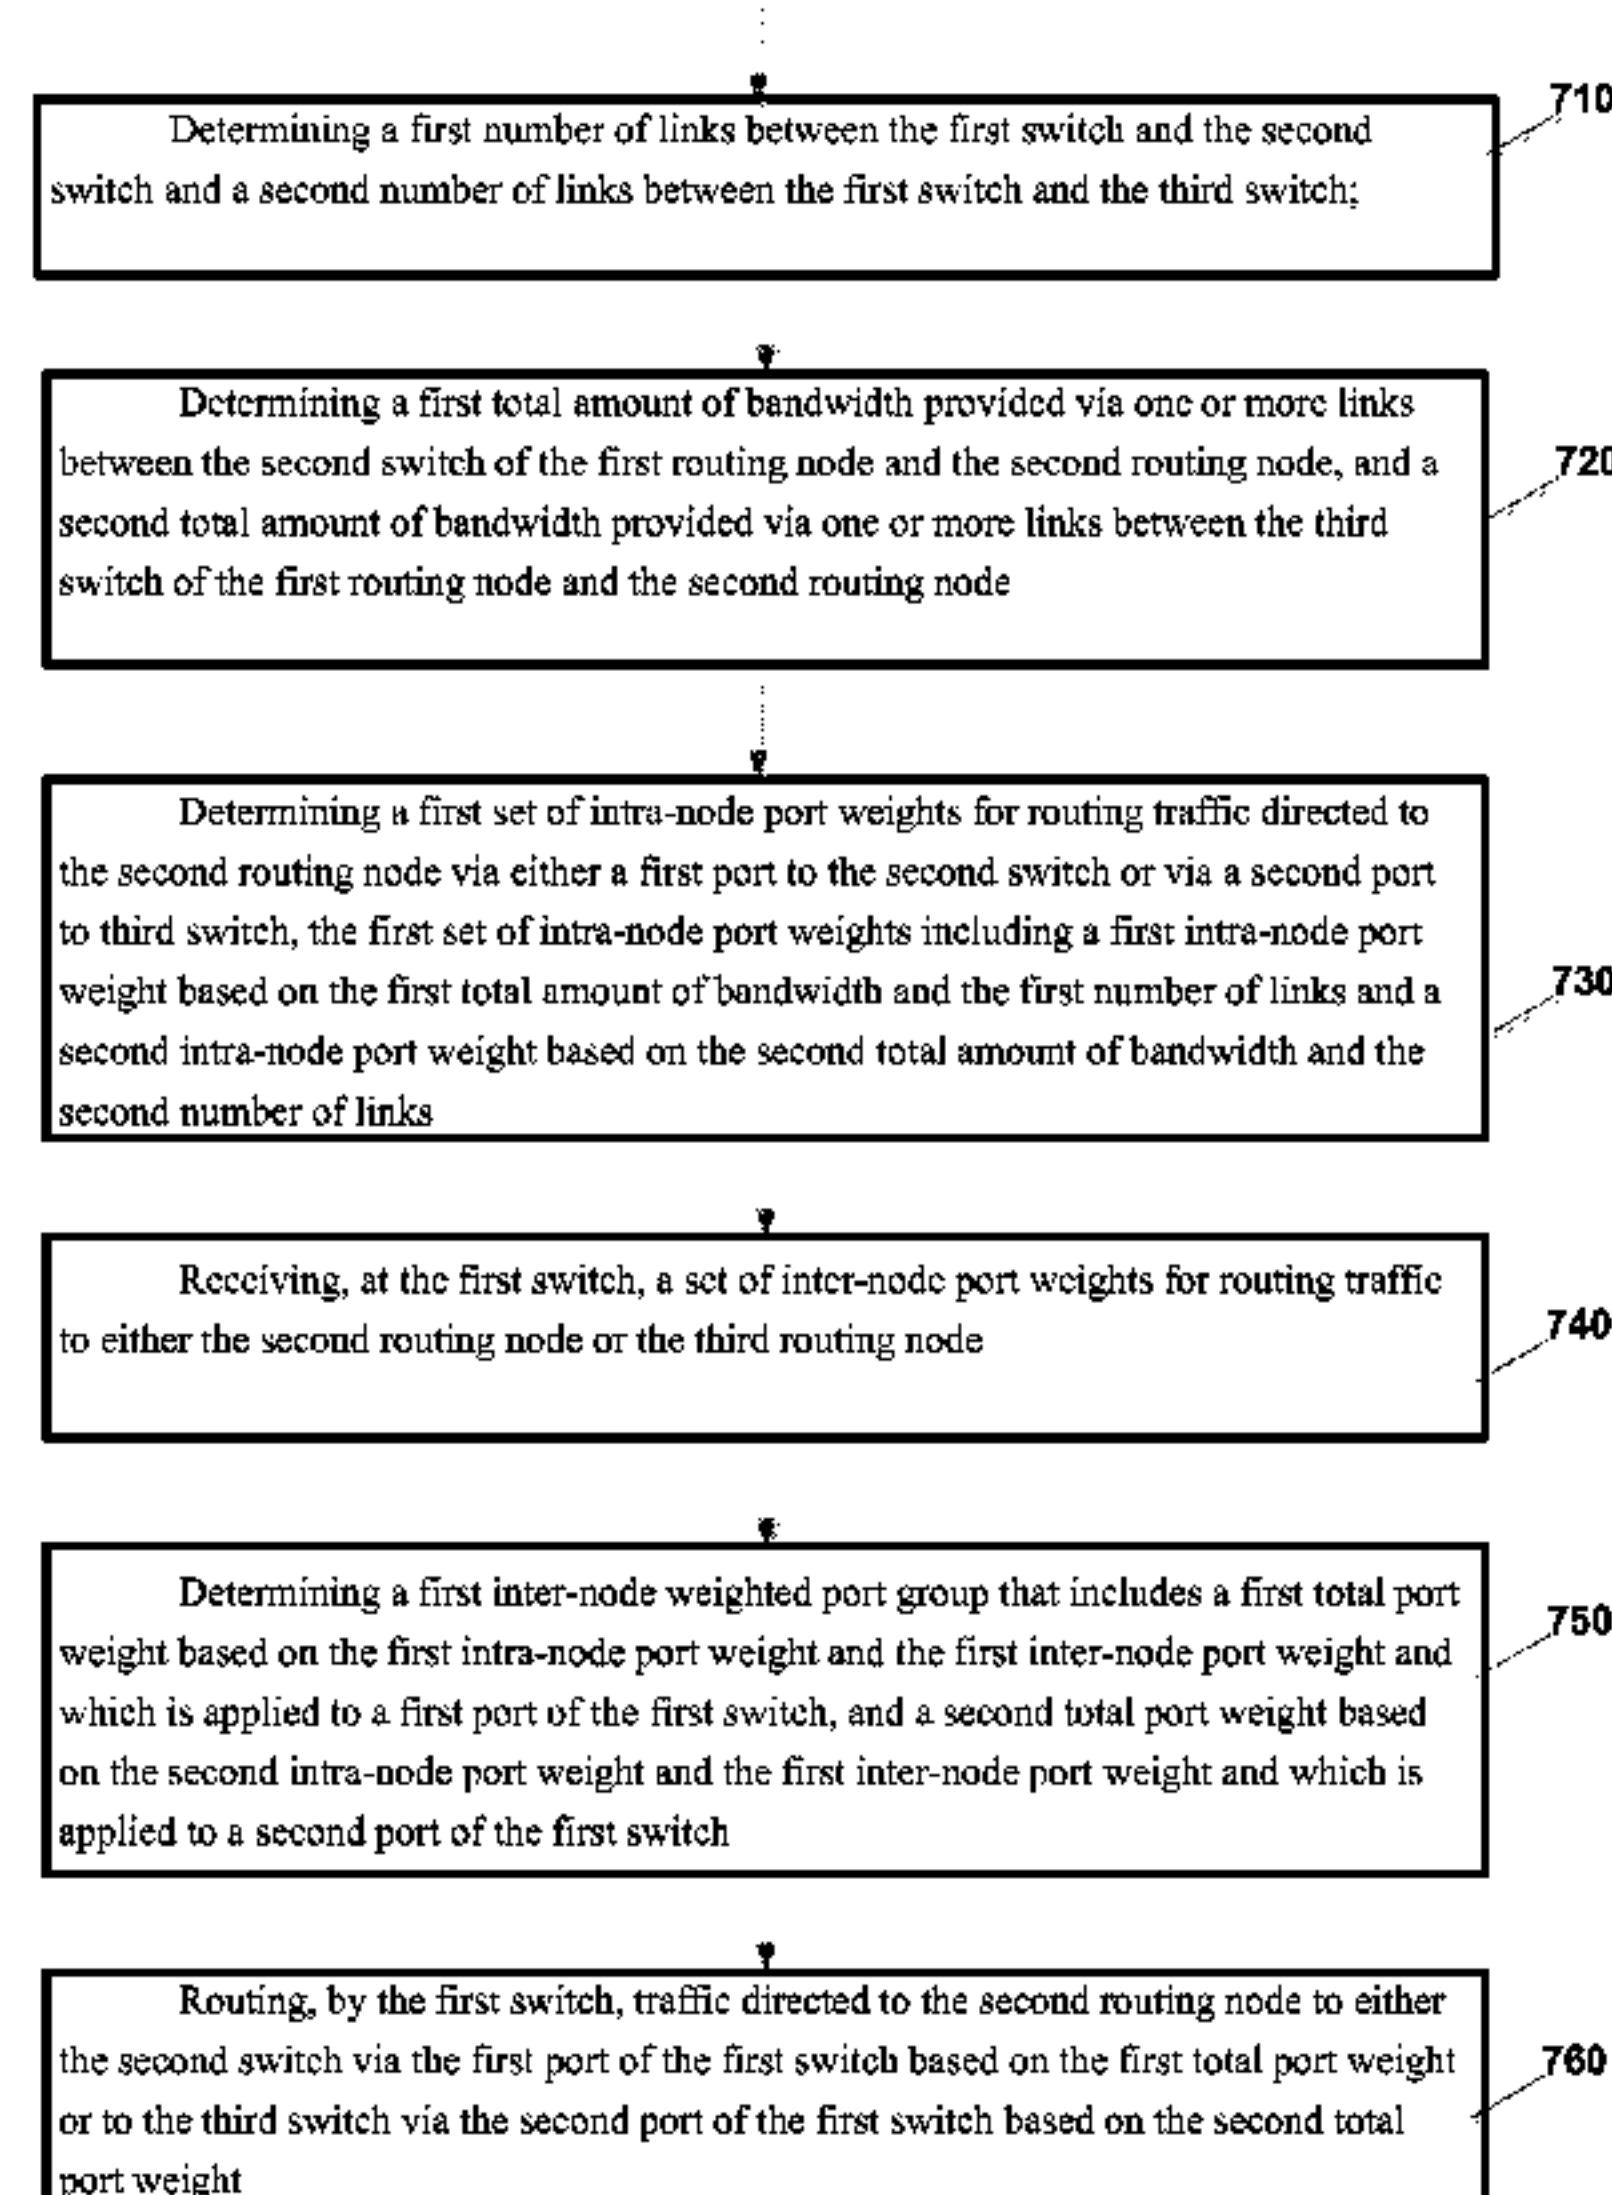 710
Determining a first number of links between the first switch and the second
switch and a second number of links between the first switch and the third switch;
Determining a first total amount of bandwidth provided via one or more links
between the second switch of the first routing node and the second routing node, and a
720
second total amount of bandwidth provided via one or more links between the third
switch of the first routing node and the second routing node
Determining a first set of intra-node port weights for routing traffic directed to
the second routing node via either a first port to the second switch or via a second port
to third switch, the first set of intra-node port weights including a first intra-node port
730
weight based on the first total amount of bandwidth and the first number of links and a
second intra-node port weight based on the second total amount of bandwidth and the
second number of links
Receiving, at the first switch, a set of inter-node port weights for routing traffic
740
to either the second routing node or the third routing node
Determining a first inter-node weighted port group that includes a first total port
750
weight based on the first intra-node port weight and the first inter-node port weight and
which is applied to a first port of the first switch, and a second total port weight based
on the second intra-node port weight and the first inter-node port weight and which is
applied to a second port of the first switch
Routing, by the first switch, traffic directed to the second routing node to either
the second switch via the first port of the first switch based on the first total port weight
760
or to the third switch via the second port of the first switch based on the second total
port weight